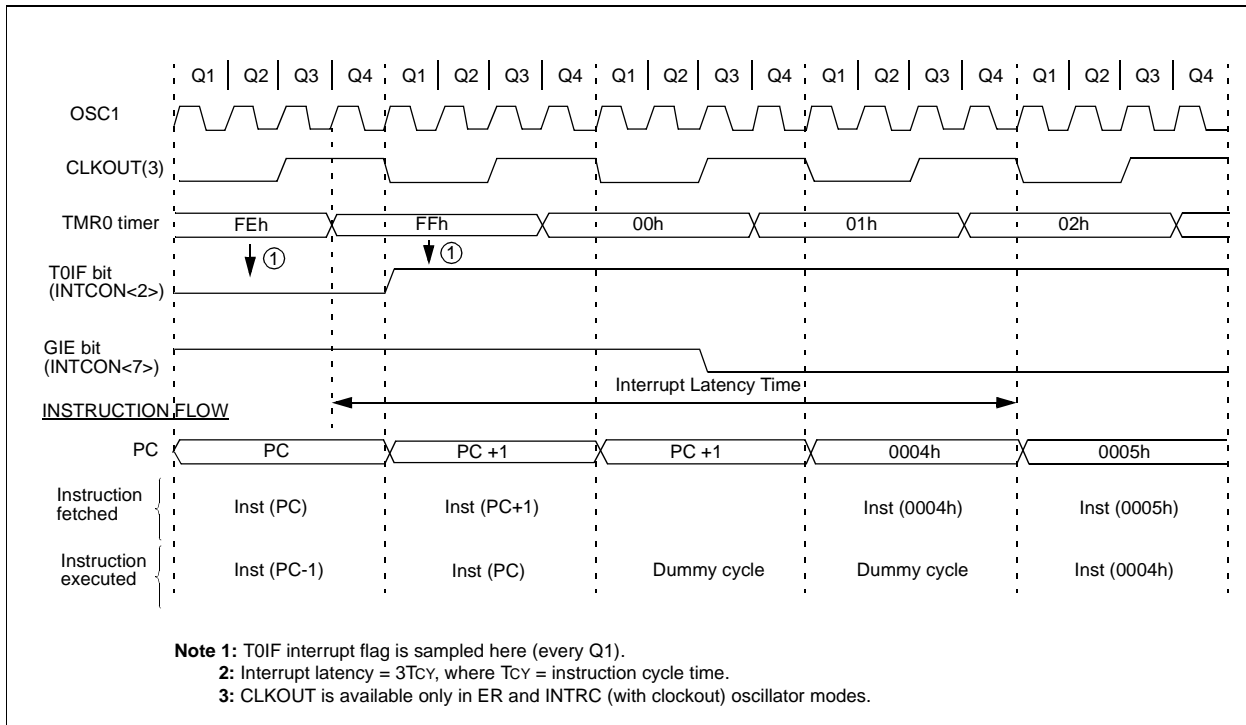 Q1 Q2 Q3 Q4 Q1 Q2 Q3 Q4 Q1 Q2 Q3 Q4 Q1 Q2 Q3 Q4 Q1 Q2 Q3 Q4
OSC1
CLKOUT(3)
TMR0 timer FEh FFh 00h 01h 02h
1 1
T0IF bit
(INTCON<2>)
GIE bit
(INTCON<7>)
Interrupt Latency Time
INSTRUCTION FLOW
PC PC PC +1 PC +1 0004h 0005h
Instruction
fetched
Inst (PC) Inst (PC+1) Inst (0004h) Inst (0005h)
Instruction
executed
Inst (PC-1) Inst (PC) Dummy cycle Dummy cycle Inst (0004h)
Note 1: T0IF interrupt flag is sampled here (every Q1).
2: Interrupt latency = 3TCY, where TCY = instruction cycle time.
3: CLKOUT is available only in ER and INTRC (with clockout) oscillator modes.